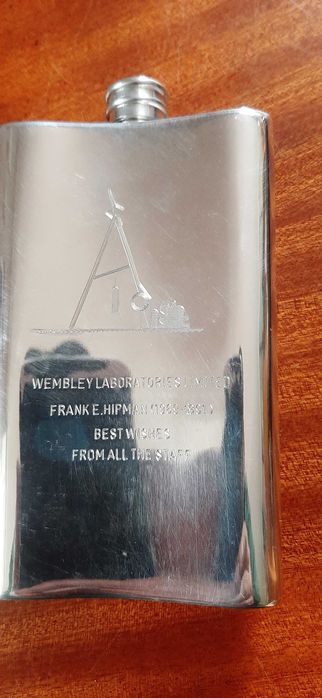 WEMBLEY LABORATORIES LIMITED
FRANK E. HIPMAN
BEST WISHES
FROM ALL THE STAFF